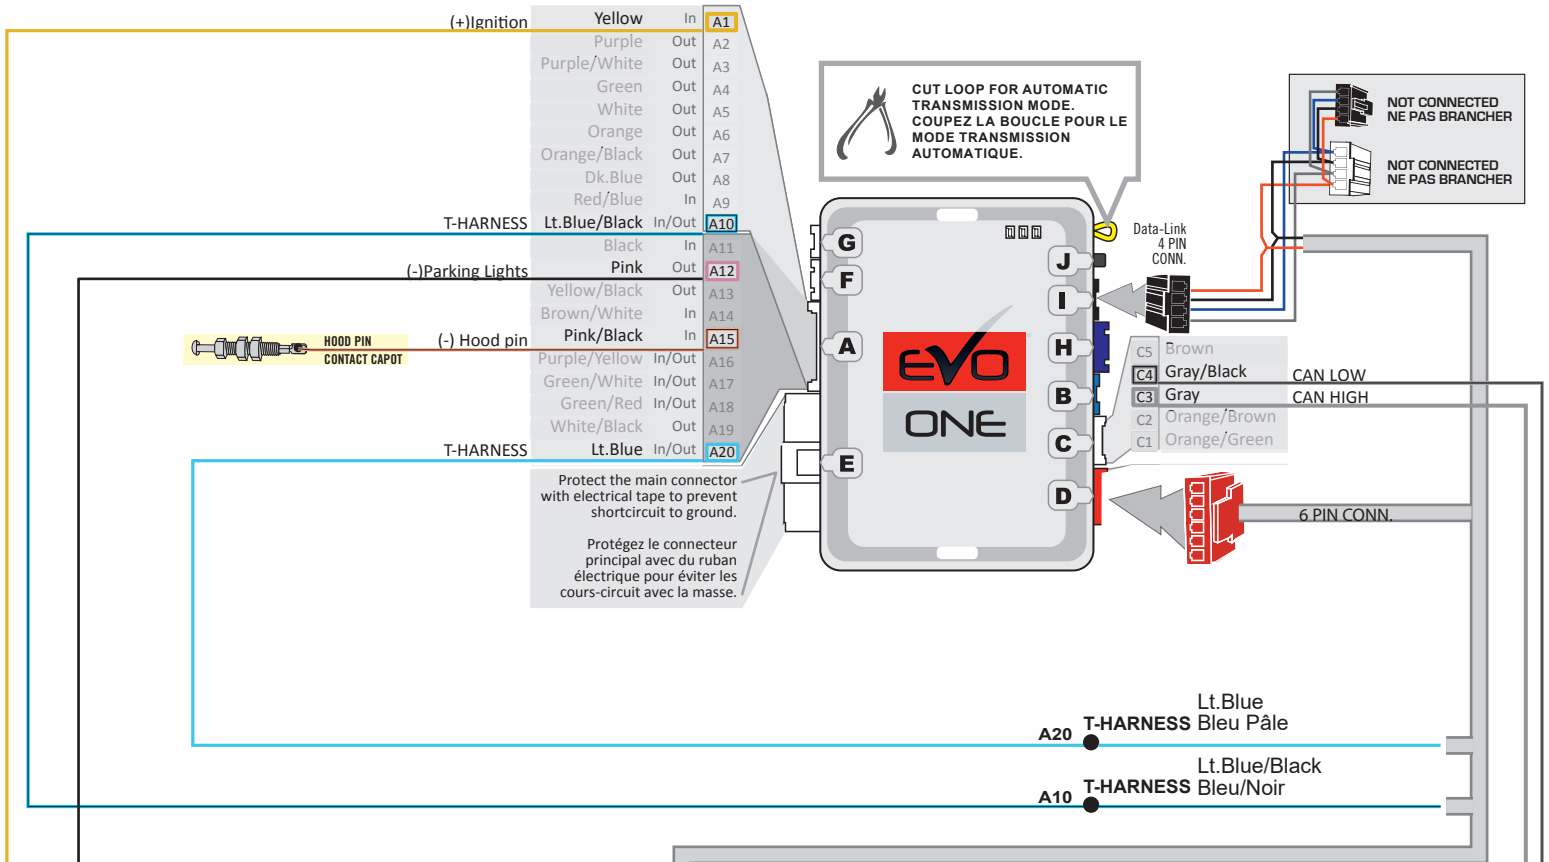 (+)Ignition Yellow In A1
Purple Out A2
Purple/White Out A3
Green Out A4
White Out A5
Orange Out A6
Orange/Black Out A7
Dk.Blue Out A8
Red/Blue In A9
T-HARNESS Lt.Blue/Black In/Out A10
Black In A11
(-)Parking Lights Pink Out A12
Yellow/Black Out A13
Brown/White In A14
(-) Hood pin Pink/Black In A15
Purple/Yellow In/Out A16
Green/White In/Out A17
Green/Red In/Out A18
White/Black Out A19
T-HARNESS Lt.Blue In/Out A20
HOOD PIN
CONTACT CAPOT
Protect the main connector
with electrical tape to prevent
shortcircuit to ground.
Protégez le connecteur
principal avec du ruban
électrique pour éviter les
cours-circuit avec la masse.
CUT LOOP FOR AUTOMATIC
TRANSMISSION MODE.
COUPEZ LA BOUCLE POUR LE
MODE TRANSMISSION
AUTOMATIQUE.
G
F
A
E
J
I
H
B
C
D
EVO
ONE
Data-Link
4 PIN
CONN.
NOT CONNECTED
NE PAS BRANCHER
NOT CONNECTED
NE PAS BRANCHER
C5 Brown
C4 Gray/Black CAN LOW
C3 Gray CAN HIGH
C2 Orange/Brown
C1 Orange/Green
6 PIN CONN.
Lt.Blue
A20 T-HARNESS Bleu Pâle
Lt.Blue/Black
A10 T-HARNESS Bleu/Noir